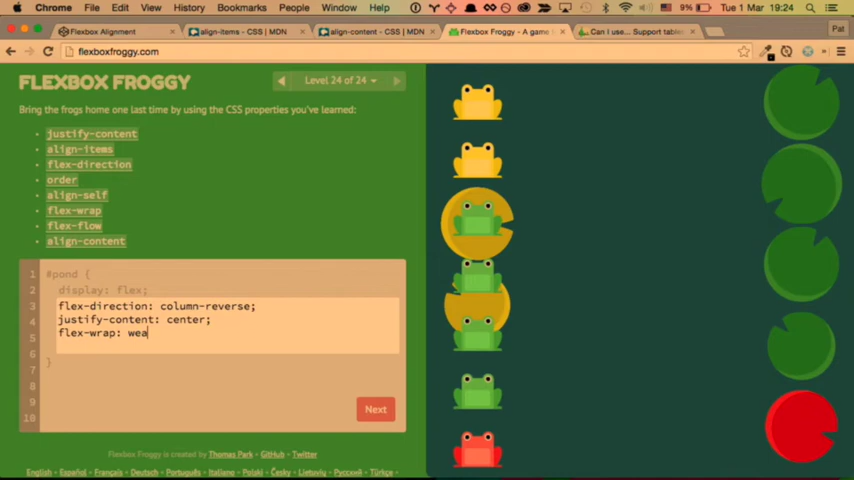 Chrome File Edit View History Bookmarks People Window Help 9% Tue 1 Mar 19:24
Flexbox Alignment align-items - CSS | MDN align-content - CSS | MDN Flexbox Froggy - A game Can I use... Support table Pat
flexboxfroggy.com
FLEXBOX FROGGY
Level 24 of 24
Bring the frogs home one last time by using the CSS properties you've learned:
justify-content
align-items
flex-direction
order
align-self
flex-wrap
flex-flow
align-content
1 #pond {
2 display: flex;
3 flex-direction: column-reverse;
4 justify-content: center;
5 flex-wrap: wea
6
7 }
8
9
10
Next
Flexbox Froggy is created by Thomas Park • GitHub • Twitter
English • Español • Français • Deutsch • Português • Italiano • Polski • Česky • Lietuvių • Русский • Türkçe •